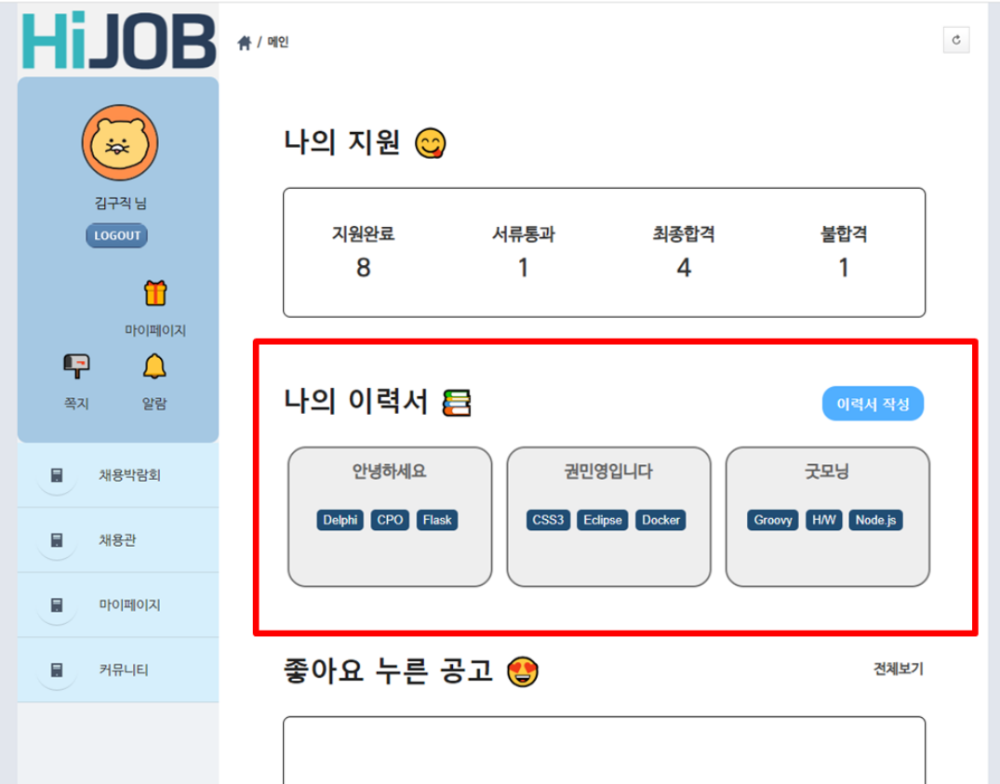 HiJOB
/ 메인
김구직 님
LOGOUT
마이페이지
쪽지 알람
채용박람회
채용관
마이페이지
커뮤니티
나의 지원
지원완료 서류통과 최종합격 불합격
8 1 4 1
나의 이력서
이력서 작성
안녕하세요
Delphi CPO Flask
권민영입니다
CSS3 Eclipse Docker
굿모닝
Groovy H/W Node.js
좋아요 누른 공고
전체보기